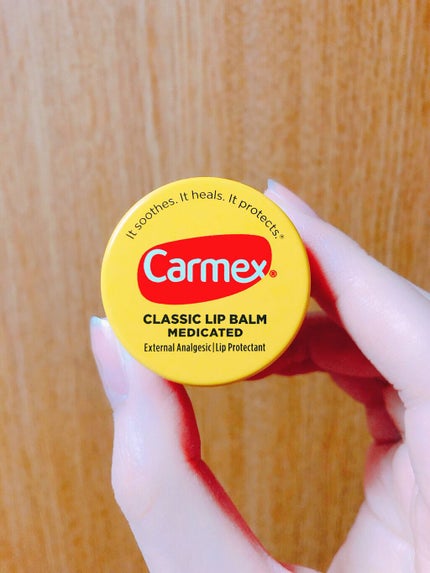 It soothes. It heals. It protects.*
Carmex®
CLASSIC LIP BALM
MEDICATED
External Analgesic|Lip Protectant